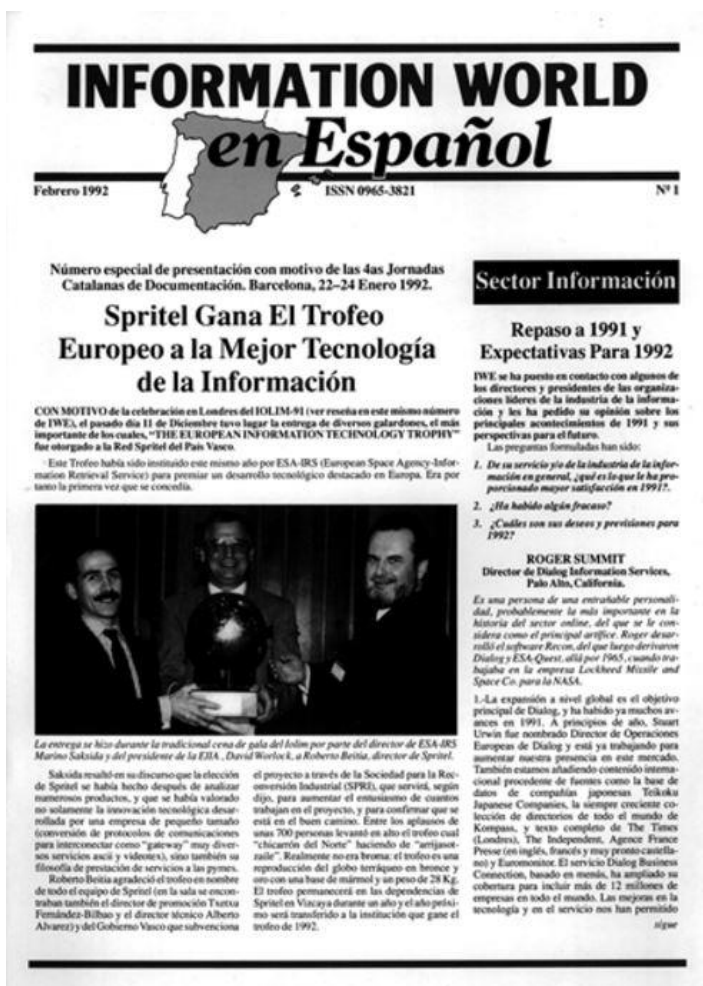 INFORMATION WORLD
en Español
Febrero 1992
ISSN 0965-3821
Nº 1
Número especial de presentación con motivo de las 4as Jornadas
Catalanas de Documentación. Barcelona, 22–24 Enero 1992.
Spritel Gana El Trofeo
Europeo a la Mejor Tecnología
de la Información
CON MOTIVO de la celebración en Londres del IOLIM-91 (ver reseña en este mismo número
de IWE), el pasado día 11 de Diciembre tuvo lugar la entrega de diversos galardones, el más
importante de los cuales, "THE EUROPEAN INFORMATION TECHNOLOGY TROPHY"
fue otorgado a la Red Spritel del País Vasco.
Este Trofeo había sido instituido este mismo año por ESA-IRS (European Space Agency-Infor-
mation Retrieval Service) para premiar un desarrollo tecnológico destacado en Europa. Era por
tanto la primera vez que se concedía.
La entrega se hizo durante la tradicional cena de gala del Iolim por parte del director de ESA-IRS
Marino Saksida y del presidente de la EIIA, David Worlock, a Roberto Beitia, director de Spritel.
Saksida resaltó en su discurso que la elección
de Spritel se había hecho después de analizar
numerosos productos, y que se había valorado
no solamente la innovación tecnológica desar-
rollada por una empresa de pequeño tamaño
(conversión de protocolos de comunicaciones
para interconectar como "gateway" muy diver-
sos servicios ascii y videotex), sino también su
filosofía de prestación de servicios a las pymes.
Roberto Beitia agradeció el trofeo en nombre
de todo el equipo de Spritel (en la sala se encon-
traban también el director de promoción Txetxu
Fernández-Bilbao y el director técnico Alberto
Alvarez) y del Gobierno Vasco que subvenciona
el proyecto a través de la Sociedad para la Rec-
onversión Industrial (SPRI), que servirá, según
dijo, para aumentar el entusiasmo de cuantos
trabajan en el proyecto, y para confirmar que se
está en el buen camino. Entre los aplausos de
unas 700 personas levantó en alto el trofeo cual
"chicarrón del Norte" haciendo de "arrijasot-
zaile". Realmente no era broma: el trofeo es una
reproducción del globo terráqueo en bronce y
oro con una base de mármol y un peso de 28 Kg.
El trofeo permanecerá en las dependencias de
Spritel en Vizcaya durante un año y el año próxi-
mo será transferido a la institución que gane el
trofeo de 1992.
Sector Información
Repaso a 1991 y
Expectativas Para 1992
IWE se ha puesto en contacto con algunos de
los directores y presidentes de las organiza-
ciones líderes de la industria de la informa-
ción y les ha pedido su opinión sobre los
principales acontecimientos de 1991 y sus
perspectivas para el futuro.
Las preguntas formuladas han sido:
1. De su servicio y/o de la industria de la infor-
mación en general, ¿qué es lo que le ha pro-
porcionado mayor satisfacción en 1991?.
2. ¿Ha habido algún fracaso?
3. ¿Cuáles son sus deseos y previsiones para
1992?
ROGER SUMMIT
Director de Dialog Information Services,
Palo Alto, California.
Es una persona de una entrañable personali-
dad, probablemente la más importante en la
historia del sector online, del que se le con-
sidera como el principal artífice. Roger desar-
rolló el software Recon, del que luego derivaron
Dialog y ESA-Quest, allá por 1965, cuando tra-
bajaba en la empresa Lockheed Missile and
Space Co. para la NASA.
1.-La expansión a nivel global es el objetivo
principal de Dialog, y ha habido ya muchos av-
ances en 1991. A principios de año, Stuart
Urwin fue nombrado Director de Operaciones
Europeas de Dialog y está ya trabajando para
aumentar nuestra presencia en este mercado.
También estamos añadiendo contenido interna-
cional procedente de fuentes como la base de
datos de compañías japonesas Teikoku
Japanese Companies, la siempre creciente co-
lección de directorios de todo el mundo de
Kompass, y texto completo de The Times
(Londres), The Independent, Agence France
Presse (en inglés, francés y muy pronto castella-
no) y Euromonitor. El servicio Dialog Business
Connection, basado en menús, ha ampliado su
cobertura para incluir más de 12 millones de
empresas en todo el mundo. Las mejoras en la
tecnología y en el servicio nos han permitido
sigue